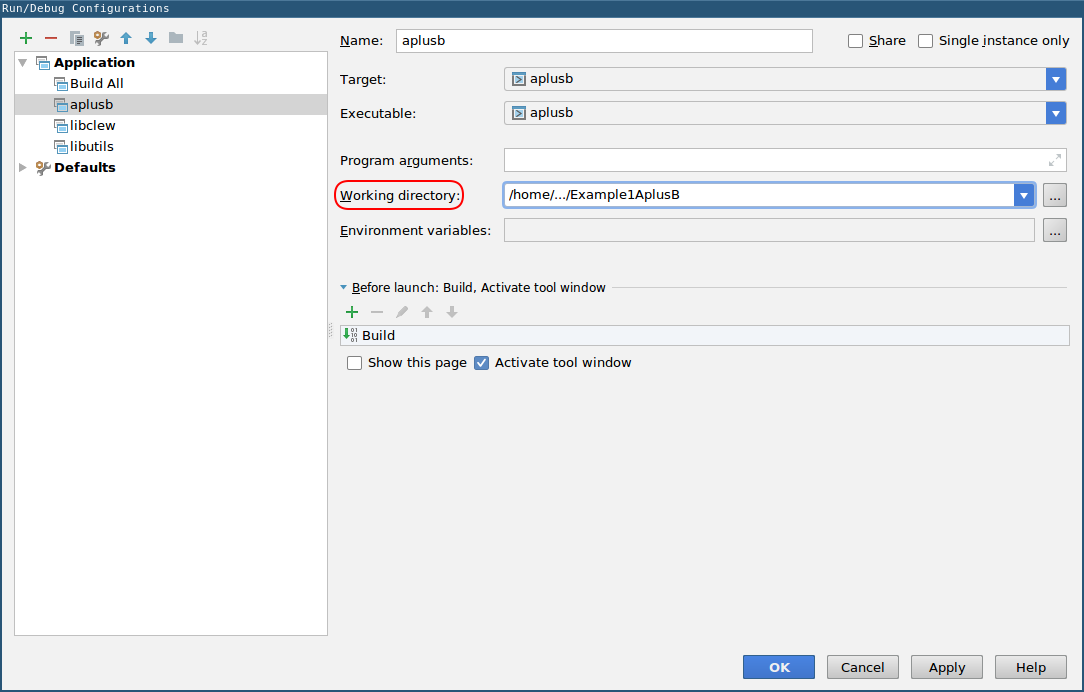 Run/Debug Configurations
Name: aplusb Share Single instance only
Application
Build All
aplusb
libclew
libutils
Defaults
Target: aplusb
Executable: aplusb
Program arguments:
Working directory: /home/.../Example1AplusB ...
Environment variables: ...
Before launch: Build, Activate tool window
Build
Show this page Activate tool window
OK Cancel Apply Help